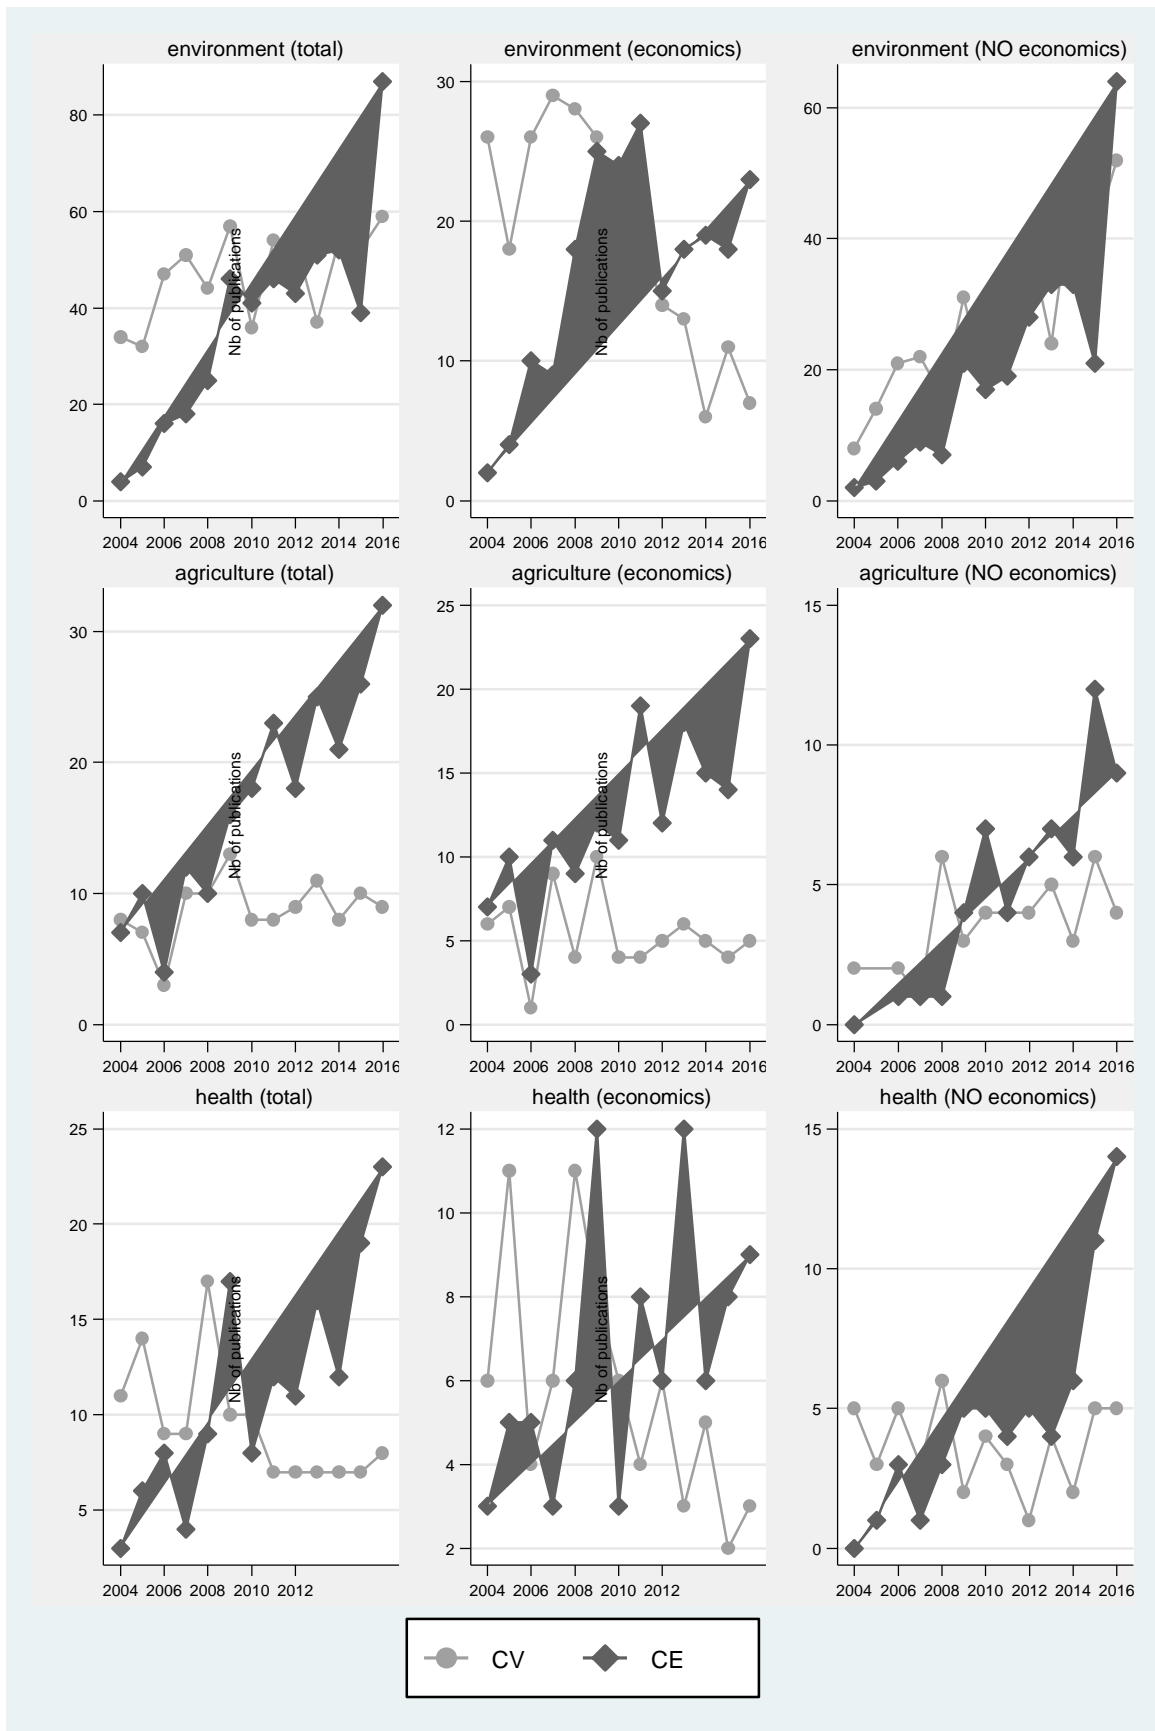 environment (total)
environment (economics)
environment (NO economics)
80
60
40
20
0
Nb of publications
2004 2006 2008 2010 2012 2014 2016
30
20
10
0
Nb of publications
2004 2006 2008 2010 2012 2014 2016
60
40
20
0
2004 2006 2008 2010 2012 2014 2016
agriculture (total)
agriculture (economics)
agriculture (NO economics)
30
20
10
0
Nb of publications
2004 2006 2008 2010 2012 2014 2016
25
20
15
10
5
0
Nb of publications
2004 2006 2008 2010 2012 2014 2016
15
10
5
0
2004 2006 2008 2010 2012 2014 2016
health (total)
health (economics)
health (NO economics)
25
20
15
10
5
Nb of publications
2004 2006 2008 2010 2012
12
10
8
6
4
2
Nb of publications
2004 2006 2008 2010 2012
15
10
5
0
2004 2006 2008 2010 2012 2014 2016
CV CE